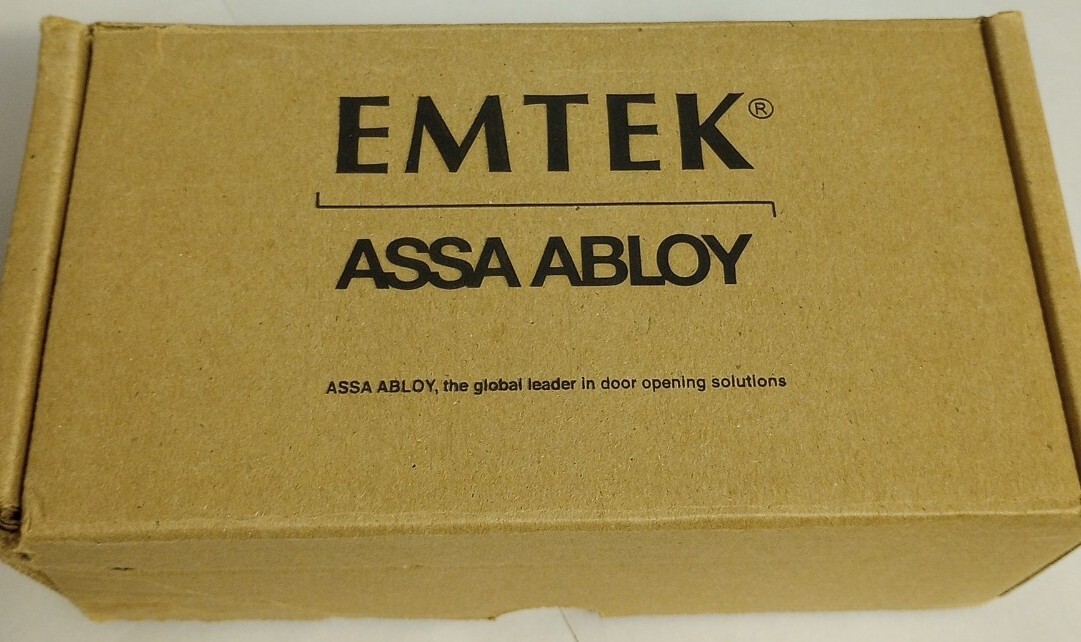 EMTEK®
ASSA ABLOY
ASSA ABLOY, the global leader in door opening solutions